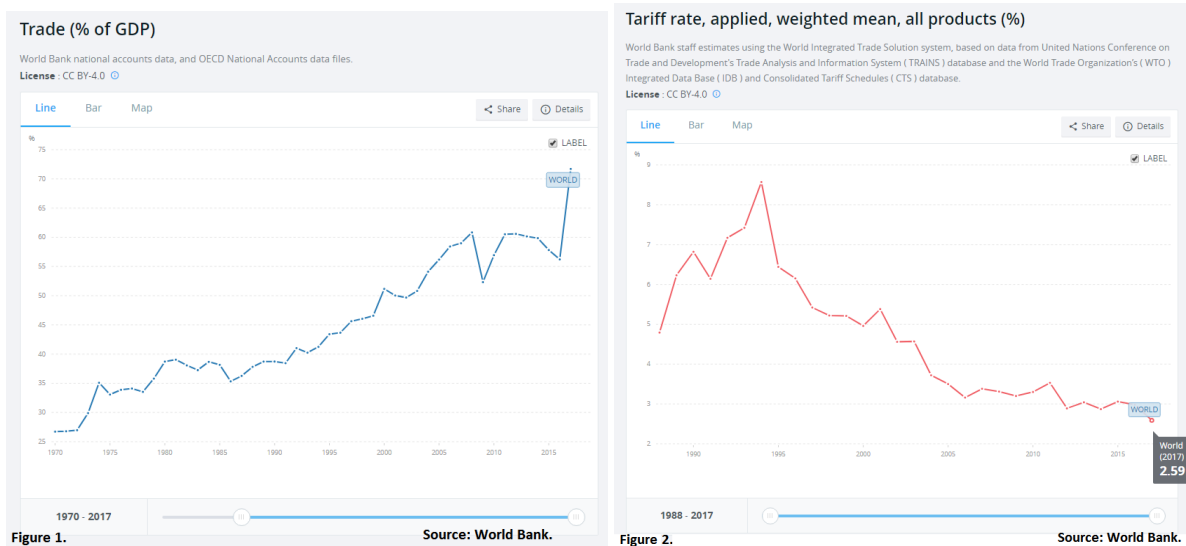 Trade (% of GDP)
World Bank national accounts data, and OECD National Accounts data files.
License : CC BY-4.0
Line Bar Map
Share Details
%
LABEL
75
70
65
60
55
50
45
40
35
30
25
WORLD
1970 1975 1980 1985 1990 1995 2000 2005 2010 2015
1970 - 2017
Figure 1. Source: World Bank.
Tariff rate, applied, weighted mean, all products (%)
World Bank staff estimates using the World Integrated Trade Solution system, based on data from United Nations Conference on
Trade and Development's Trade Analysis and Information System ( TRAINS ) database and the World Trade Organization's ( WTO )
Integrated Data Base ( IDB ) and Consolidated Tariff Schedules ( CTS ) database.
License : CC BY-4.0
Line Bar Map
Share Details
%
LABEL
9
8
7
6
5
4
3
2
WORLD
World
(2017)
2.59
1990 1995 2000 2005 2010 2015
1988 - 2017
Figure 2. Source: World Bank.